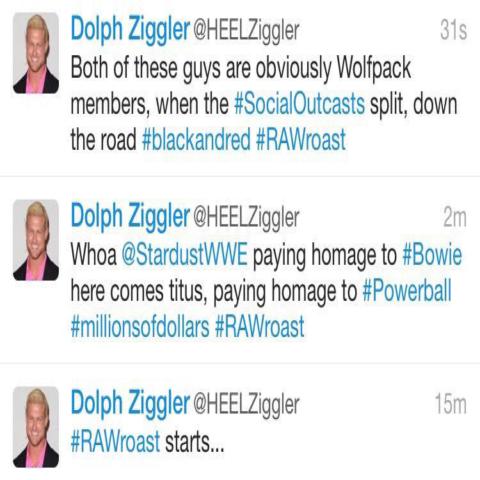 Dolph Ziggler @HEELZiggler 31s
Both of these guys are obviously Wolfpack
members, when the #SocialOutcasts split, down
the road #blackandred #RAWroast
Dolph Ziggler @HEELZiggler 2m
Whoa @StardustWWE paying homage to #Bowie
here comes titus, paying homage to #Powerball
#millionsofdollars #RAWroast
Dolph Ziggler @HEELZiggler 15m
#RAWroast starts...